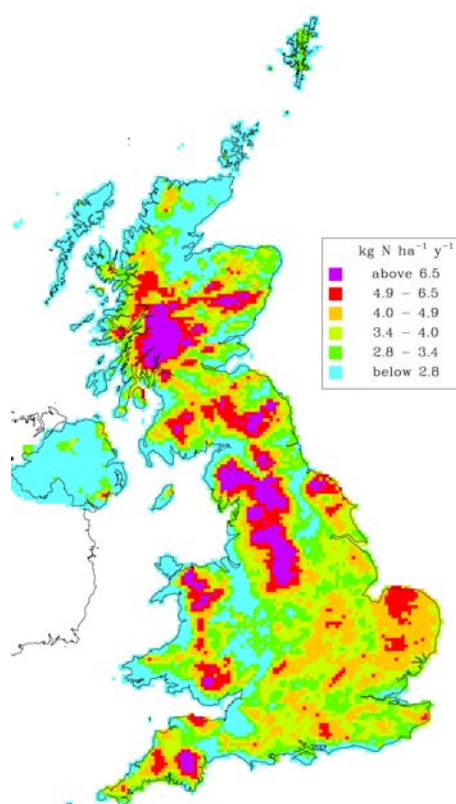 kg N ha⁻¹ y⁻¹
above 6.5
4.9 – 6.5
4.0 – 4.9
3.4 – 4.0
2.8 – 3.4
below 2.8